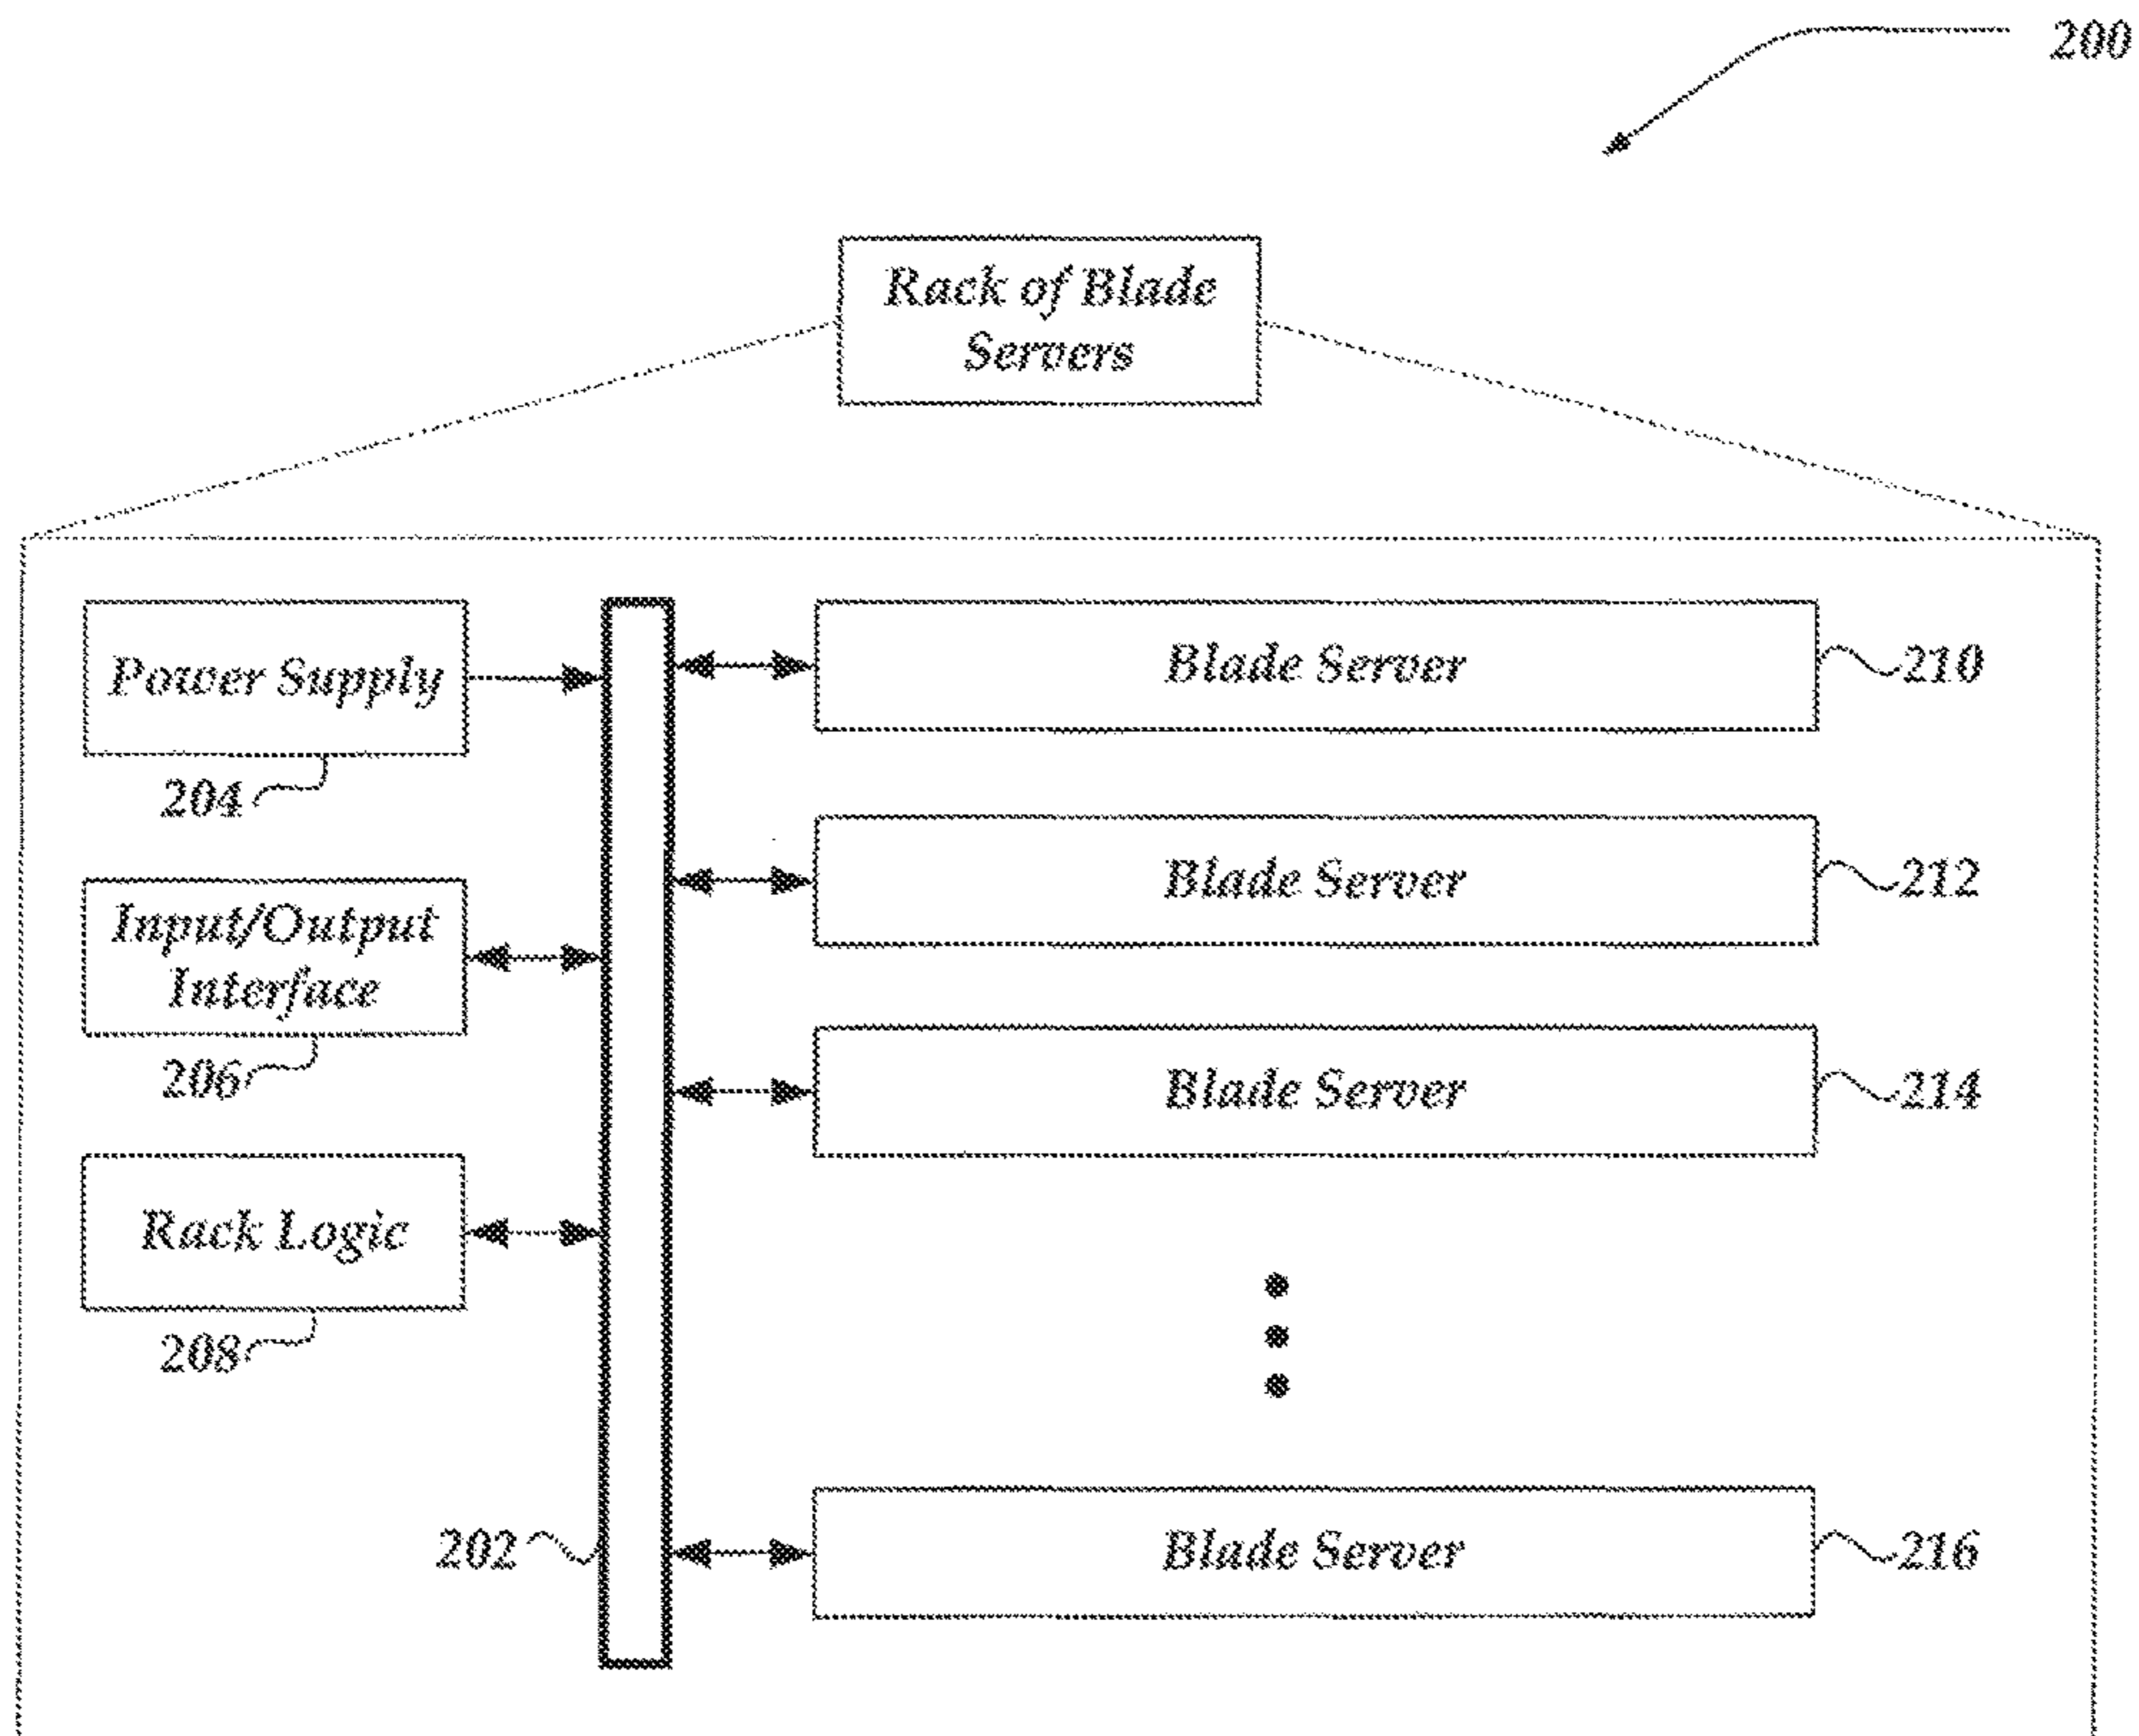 200
Rack of Blade
Servers
Power Supply
204
Input/Output
Interface
206
Rack Logic
208
202
Blade Server
210
Blade Server
212
Blade Server
214
Blade Server
216